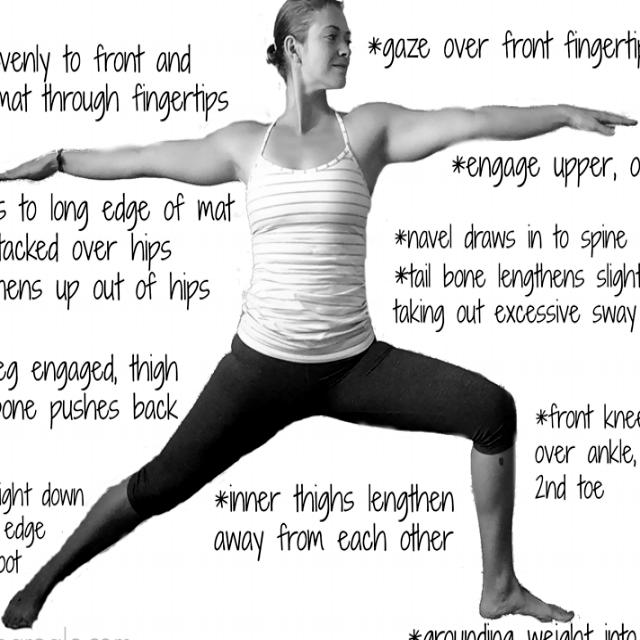 venly to front and
mat through fingertips
*gaze over front fingertip
*engage upper, o
s to long edge of mat
tacked over hips
hens up out of hips
*navel draws in to spine
*tail bone lengthens slight
taking out excessive sway
eg engaged, thigh
bone pushes back
*front knee
over ankle,
2nd toe
ight down
edge
oot
*inner thighs lengthen
away from each other
*grounding weight into